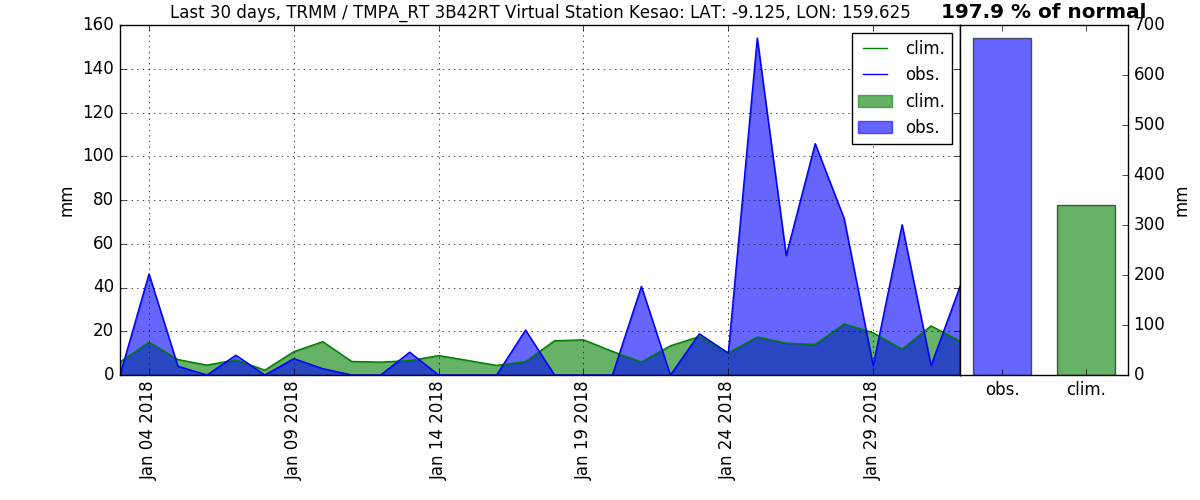 Last 30 days, TRMM / TMPA_RT 3B42RT Virtual Station Kesao: LAT: -9.125, LON: 159.625
197.9 % of normal
160
140
120
100
80
60
40
20
0
mm
clim.
obs.
clim.
obs.
Jan 04 2018
Jan 09 2018
Jan 14 2018
Jan 19 2018
Jan 24 2018
Jan 29 2018
700
600
500
400
300
200
100
0
mm
obs.
clim.